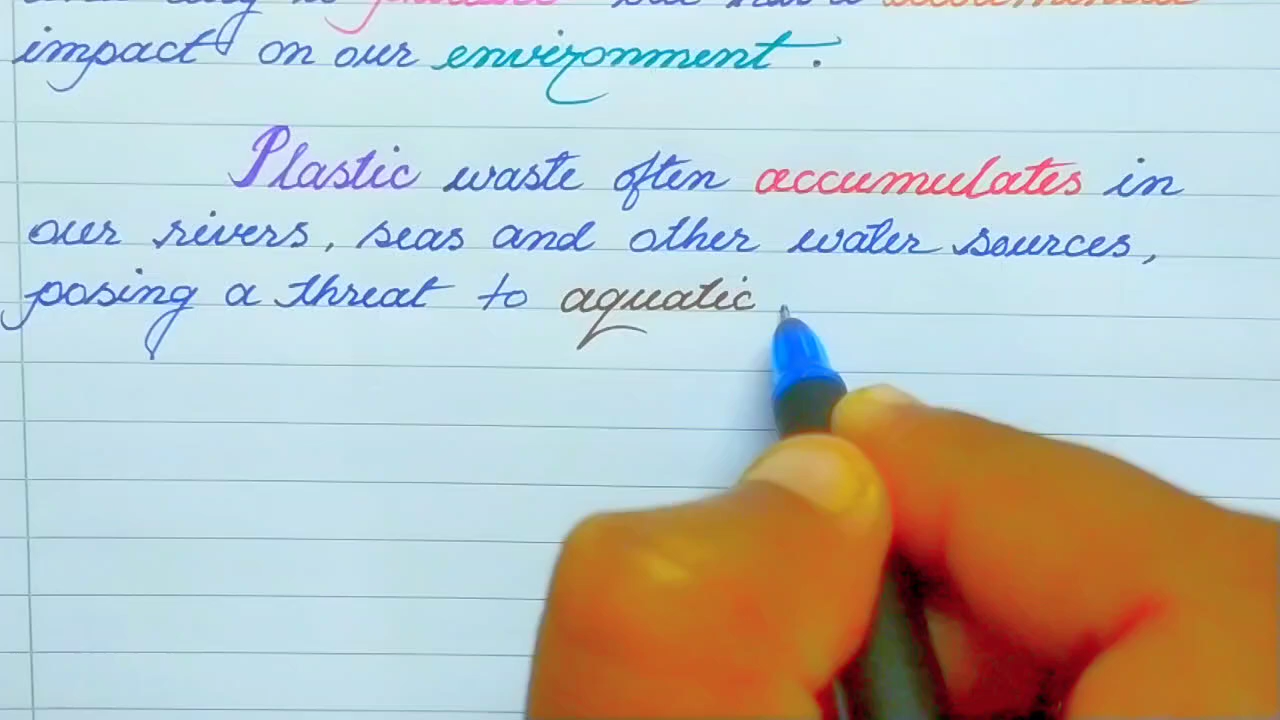 impact on our environment.
Plastic waste often accumulates in
our rivers, seas and other water sources,
posing a threat to aquatic